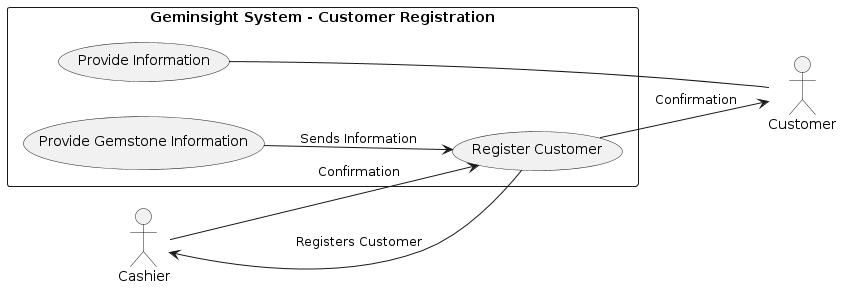 Geminsight System - Customer Registration
Provide Information
Confirmation
Customer
Provide Gemstone Information
Sends Information
Register Customer
Confirmation
Registers Customer
Cashier